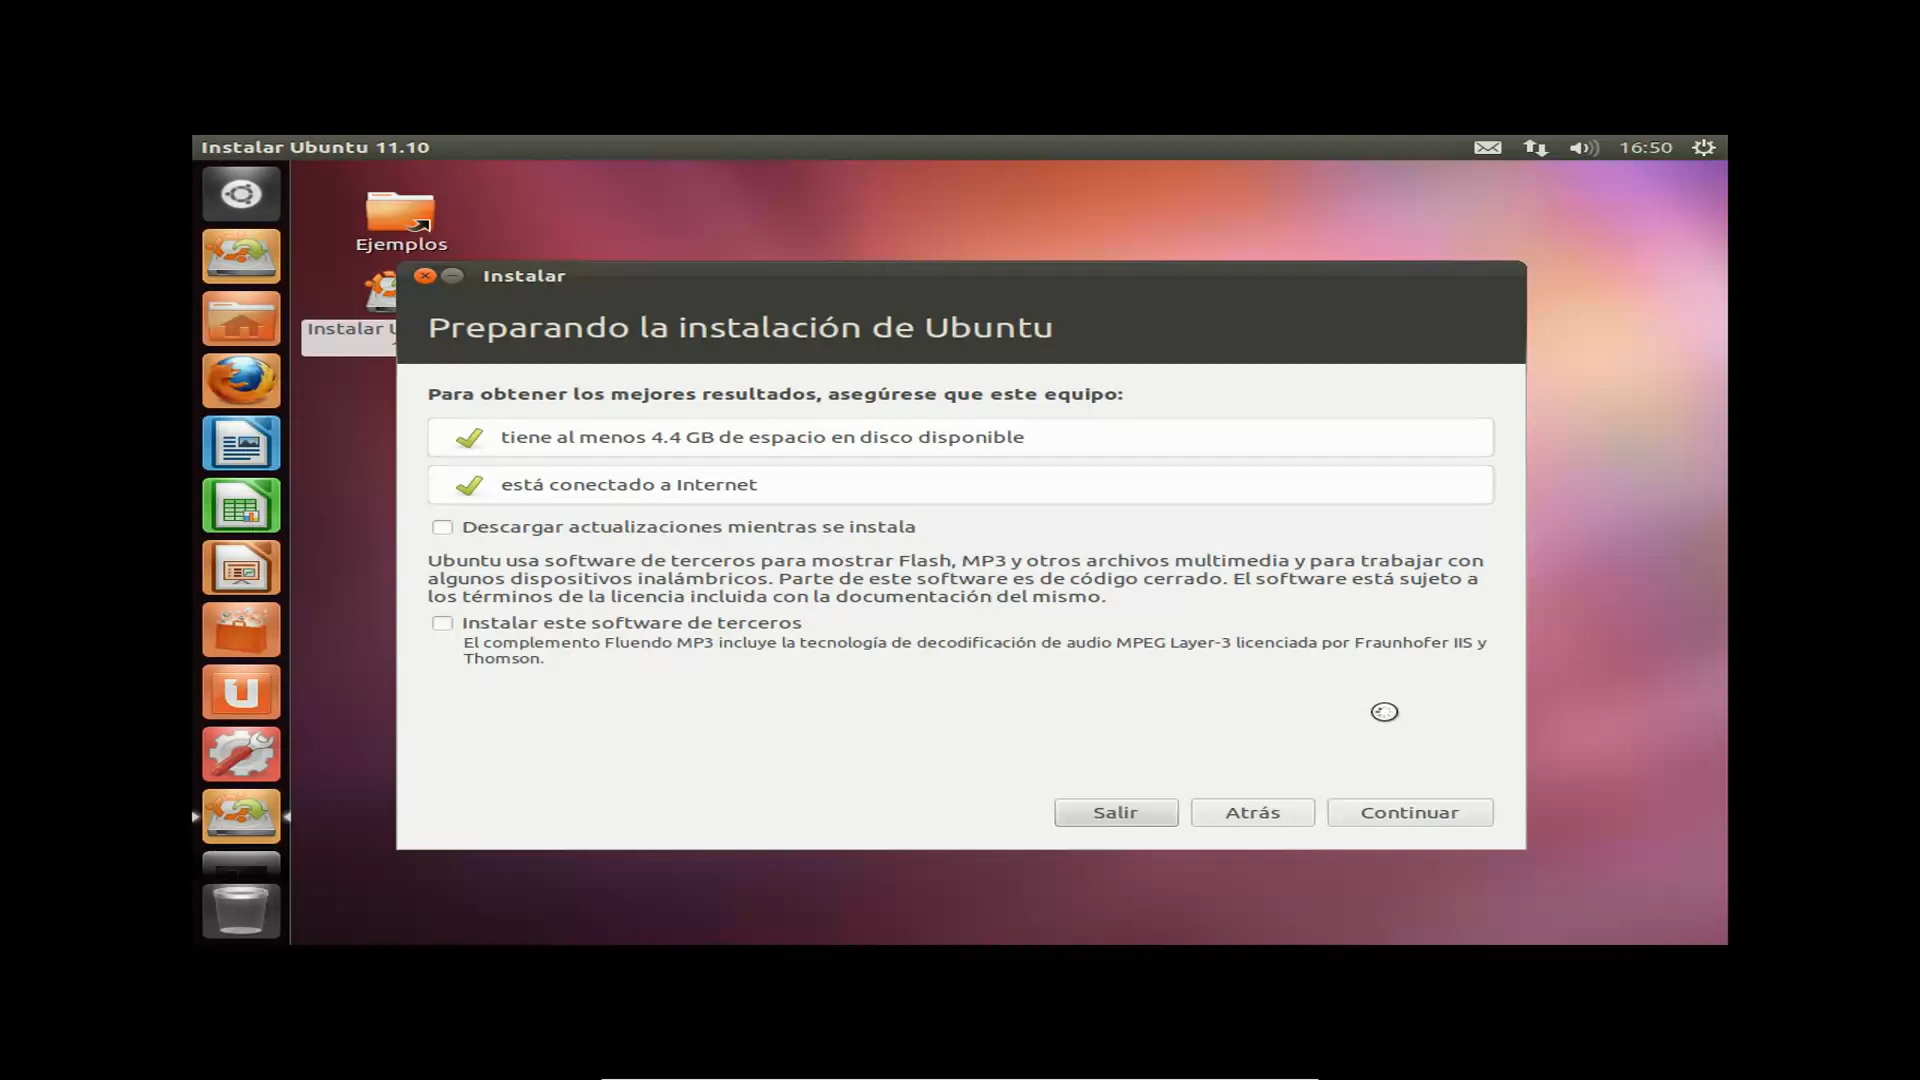 Instalar Ubuntu 11.10
16:50
Ejemplos
Instalar
Instalar
Preparando la instalación de Ubuntu
Para obtener los mejores resultados, asegúrese que este equipo:
tiene al menos 4.4 GB de espacio en disco disponible
está conectado a Internet
Descargar actualizaciones mientras se instala
Ubuntu usa software de terceros para mostrar Flash, MP3 y otros archivos multimedia y para trabajar con
algunos dispositivos inalámbricos. Parte de este software es de código cerrado. El software está sujeto a
los términos de la licencia incluida con la documentación del mismo.
Instalar este software de terceros
El complemento Fluendo MP3 incluye la tecnología de decodificación de audio MPEG Layer-3 licenciada por Fraunhofer IIS y
Thomson.
Salir
Atrás
Continuar